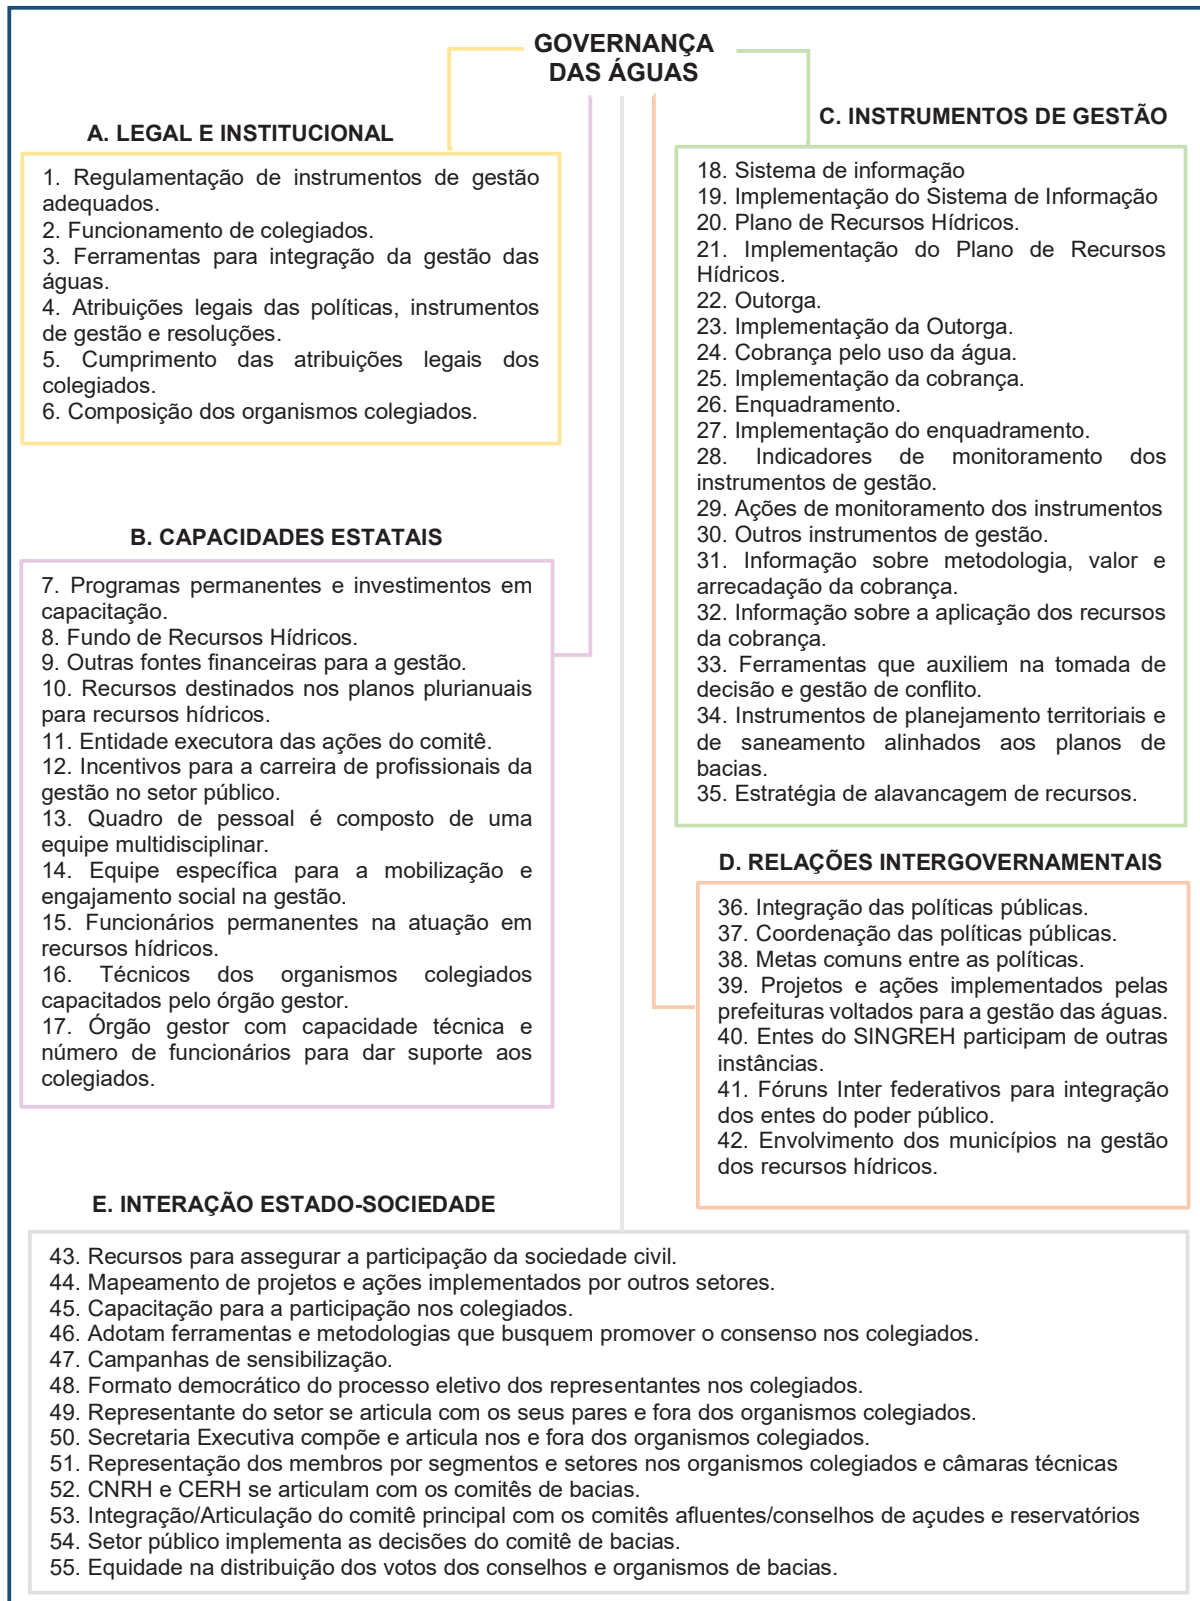 GOVERNANÇA
DAS ÁGUAS
A. LEGAL E INSTITUCIONAL
1. Regulamentação de instrumentos de gestão
adequados.
2. Funcionamento de colegiados.
3. Ferramentas para integração da gestão das
águas.
4. Atribuições legais das políticas, instrumentos
de gestão e resoluções.
5. Cumprimento das atribuições legais dos
colegiados.
6. Composição dos organismos colegiados.
B. CAPACIDADES ESTATAIS
7. Programas permanentes e investimentos em
capacitação.
8. Fundo de Recursos Hídricos.
9. Outras fontes financeiras para a gestão.
10. Recursos destinados nos planos plurianuais
para recursos hídricos.
11. Entidade executora das ações do comitê.
12. Incentivos para a carreira de profissionais da
gestão no setor público.
13. Quadro de pessoal é composto de uma
equipe multidisciplinar.
14. Equipe específica para a mobilização e
engajamento social na gestão.
15. Funcionários permanentes na atuação em
recursos hídricos.
16. Técnicos dos organismos colegiados
capacitados pelo órgão gestor.
17. Órgão gestor com capacidade técnica e
número de funcionários para dar suporte aos
colegiados.
C. INSTRUMENTOS DE GESTÃO
18. Sistema de informação
19. Implementação do Sistema de Informação
20. Plano de Recursos Hídricos.
21. Implementação do Plano de Recursos
Hídricos.
22. Outorga.
23. Implementação da Outorga.
24. Cobrança pelo uso da água.
25. Implementação da cobrança.
26. Enquadramento.
27. Implementação do enquadramento.
28. Indicadores de monitoramento dos
instrumentos de gestão.
29. Ações de monitoramento dos instrumentos
30. Outros instrumentos de gestão.
31. Informação sobre metodologia, valor e
arrecadação da cobrança.
32. Informação sobre a aplicação dos recursos
da cobrança.
33. Ferramentas que auxiliem na tomada de
decisão e gestão de conflito.
34. Instrumentos de planejamento territoriais e
de saneamento alinhados aos planos de
bacias.
35. Estratégia de alavancagem de recursos.
D. RELAÇÕES INTERGOVERNAMENTAIS
36. Integração das políticas públicas.
37. Coordenação das políticas públicas.
38. Metas comuns entre as políticas.
39. Projetos e ações implementados pelas
prefeituras voltados para a gestão das águas.
40. Entes do SINGREH participam de outras
instâncias.
41. Fóruns Inter federativos para integração
dos entes do poder público.
42. Envolvimento dos municípios na gestão
dos recursos hídricos.
E. INTERAÇÃO ESTADO-SOCIEDADE
43. Recursos para assegurar a participação da sociedade civil.
44. Mapeamento de projetos e ações implementados por outros setores.
45. Capacitação para a participação nos colegiados.
46. Adotam ferramentas e metodologias que busquem promover o consenso nos colegiados.
47. Campanhas de sensibilização.
48. Formato democrático do processo eletivo dos representantes nos colegiados.
49. Representante do setor se articula com os seus pares e fora dos organismos colegiados.
50. Secretaria Executiva compõe e articula nos e fora dos organismos colegiados.
51. Representação dos membros por segmentos e setores nos organismos colegiados e câmaras técnicas
52. CNRH e CERH se articulam com os comitês de bacias.
53. Integração/Articulação do comitê principal com os comitês afluentes/conselhos de açudes e reservatórios
54. Setor público implementa as decisões do comitê de bacias.
55. Equidade na distribuição dos votos dos conselhos e organismos de bacias.